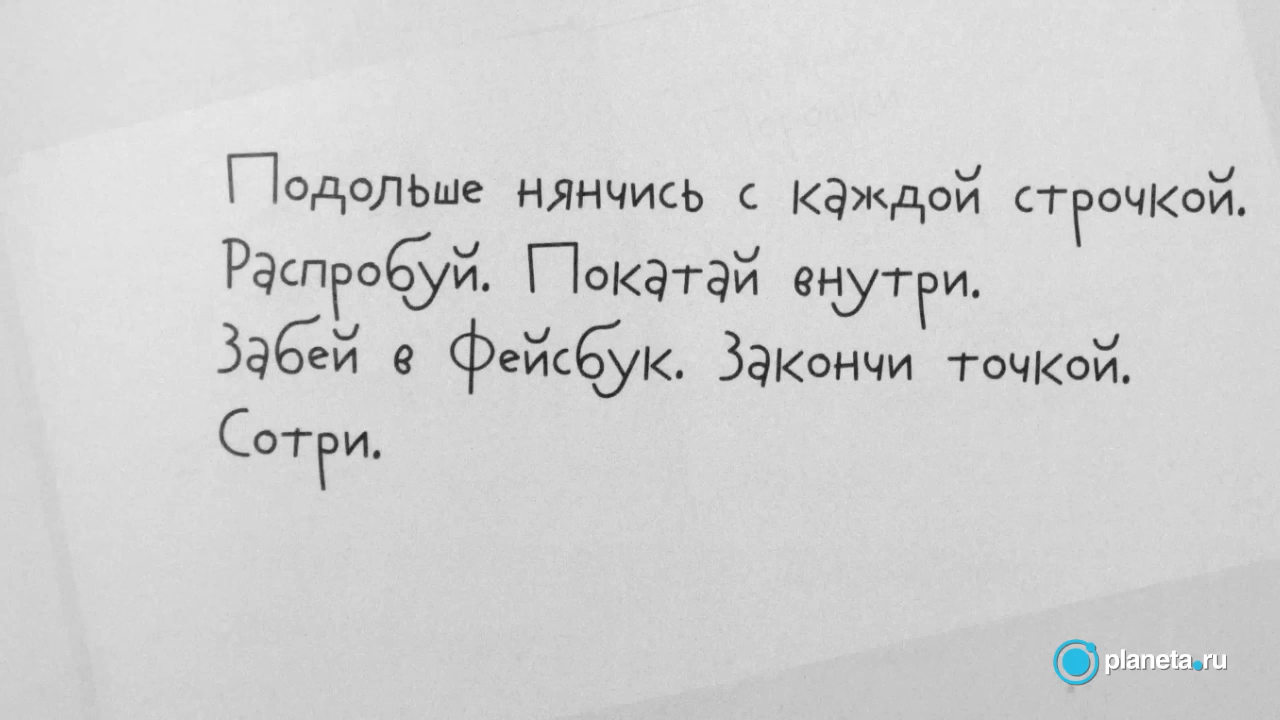 Подольше нянчись с каждой строчкой.
Распробуй. Покатай внутри.
Забей в Фейсбук. Закончи точкой.
Сотри.
planeta.ru